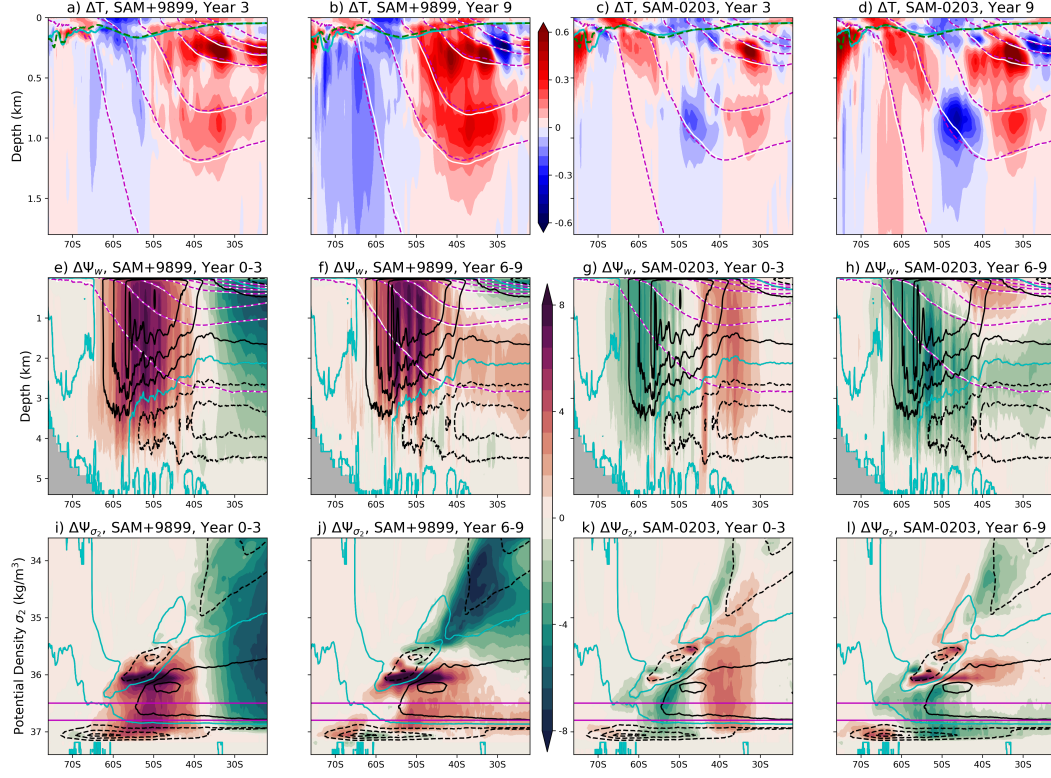 a) ΔT, SAM+9899, Year 3
b) ΔT, SAM+9899, Year 9
c) ΔT, SAM-0203, Year 3
d) ΔT, SAM-0203, Year 9
0
0.5
1.0
1.5
Depth (km)
70S 60S 50S 40S 30S
70S 60S 50S 40S 30S
0.6
0.3
0
-0.3
-0.6
70S 60S 50S 40S 30S
70S 60S 50S 40S 30S
e) ΔΨw, SAM+9899, Year 0-3
f) ΔΨw, SAM+9899, Year 6-9
g) ΔΨw, SAM-0203, Year 0-3
h) ΔΨw, SAM-0203, Year 6-9
1
2
3
4
5
Depth (km)
70S 60S 50S 40S 30S
70S 60S 50S 40S 30S
70S 60S 50S 40S 30S
70S 60S 50S 40S 30S
8
4
0
-4
-8
i) ΔΨσ2, SAM+9899, Year 0-3
j) ΔΨσ2, SAM+9899, Year 6-9
k) ΔΨσ2, SAM-0203, Year 0-3
l) ΔΨσ2, SAM-0203, Year 6-9
34
35
36
37
Potential Density σ2 (kg/m³)
70S 60S 50S 40S 30S
70S 60S 50S 40S 30S
70S 60S 50S 40S 30S
70S 60S 50S 40S 30S